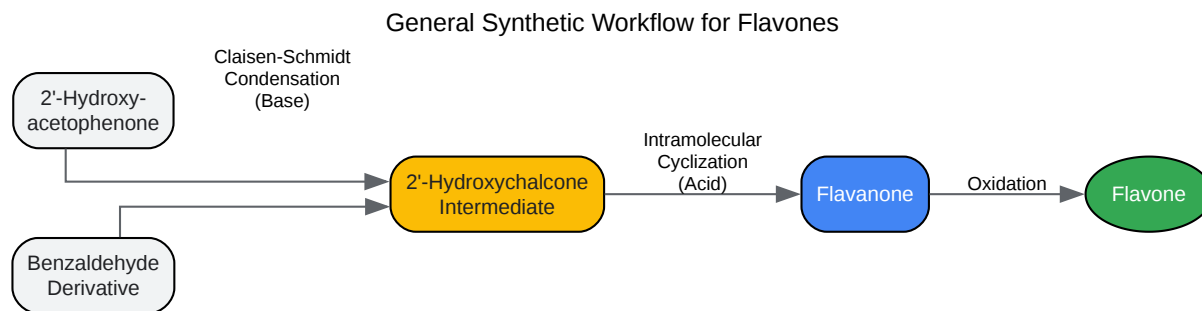 General Synthetic Workflow for Flavones
Claisen-Schmidt
Condensation
(Base)
2'-Hydroxy-
acetophenone
Benzaldehyde
Derivative
2'-Hydroxychalcone
Intermediate
Intramolecular
Cyclization
(Acid)
Flavanone
Oxidation
Flavone